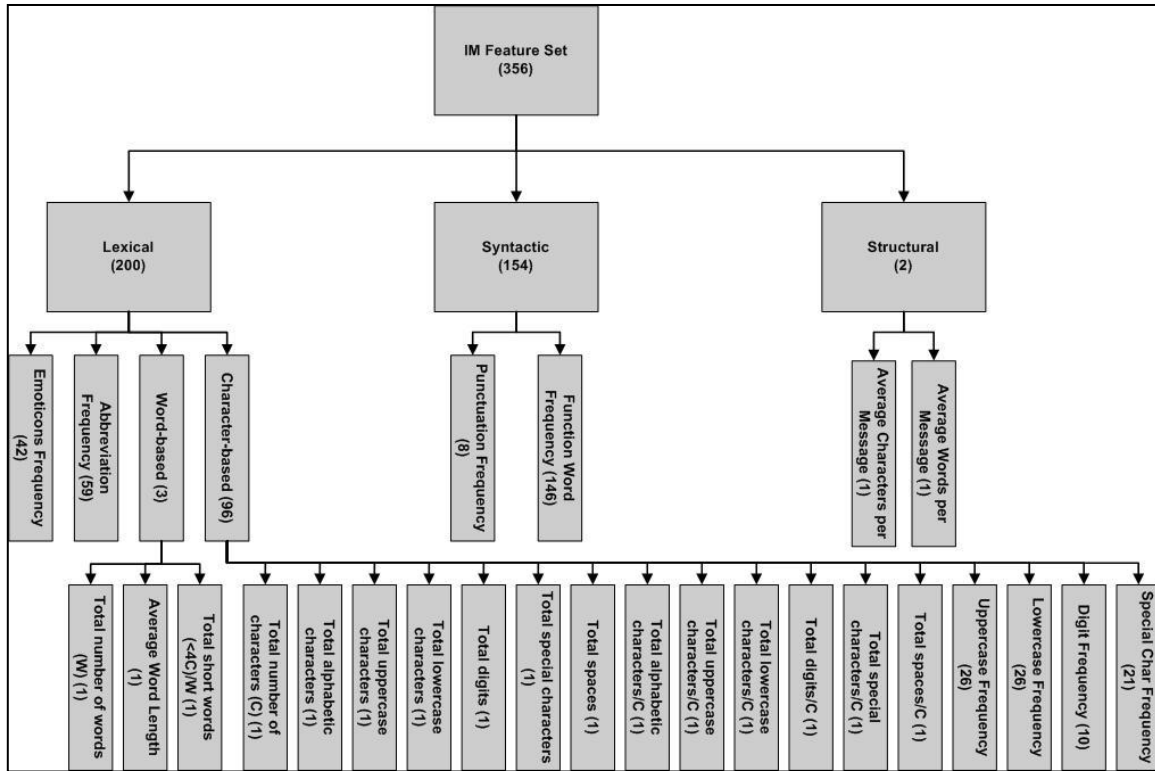 IM Feature Set
(356)
Lexical
(200)
Syntactic
(154)
Structural
(2)
Emoticons Frequency
(42)
Abbreviation
Frequency (59)
Word-based (3)
Character-based (96)
Punctuation Frequency
(8)
Function Word
Frequency (146)
Average Characters per
Message (1)
Average Words per
Message (1)
Total number of words
(W) (1)
Average Word Length
(1)
Total short words
(<4C)/W (1)
Total number of
characters (C) (1)
Total alphabetic
characters (1)
Total uppercase
characters (1)
Total lowercase
characters (1)
Total digits (1)
Total special characters
(1)
Total spaces (1)
Total alphabetic
characters/C (1)
Total uppercase
characters/C (1)
Total lowercase
characters/C (1)
Total digits/C (1)
Total special
characters/C (1)
Total spaces/C (1)
Uppercase Frequency
(26)
Lowercase Frequency
(26)
Digit Frequency (10)
Special Char Frequency
(21)